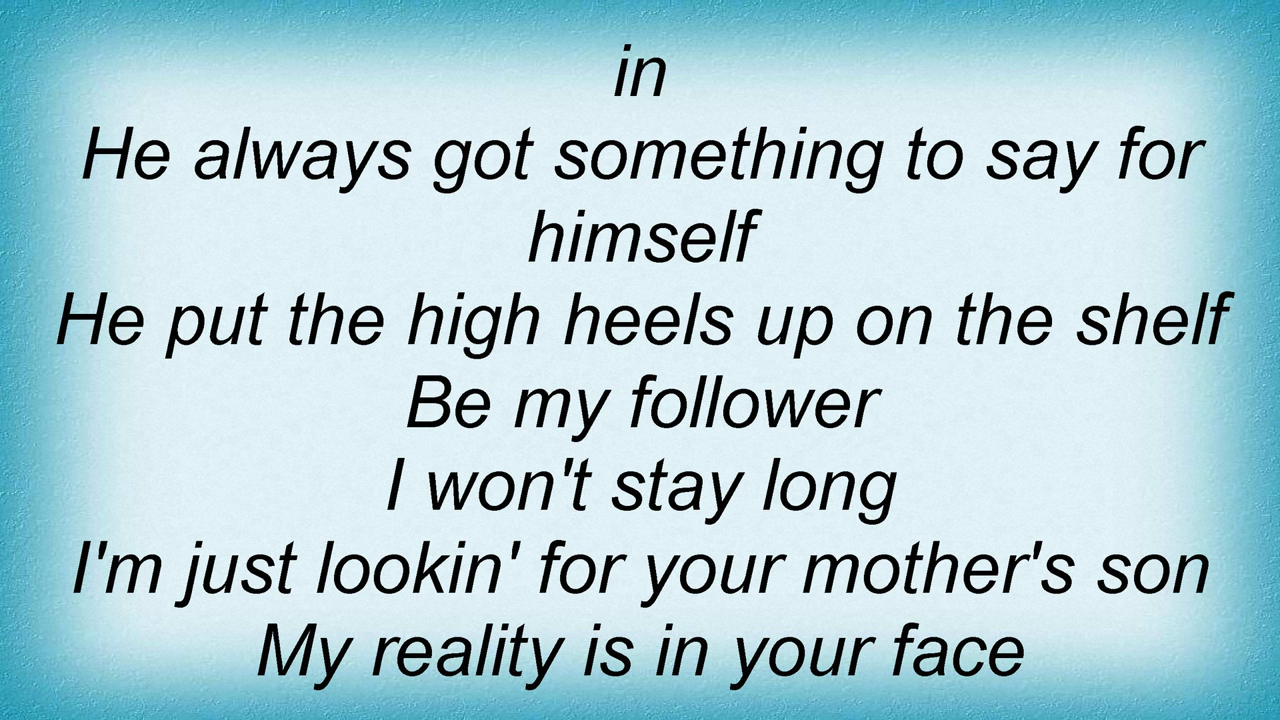 in
He always got something to say for
himself
He put the high heels up on the shelf
Be my follower
I won't stay long
I'm just lookin' for your mother's son
My reality is in your face